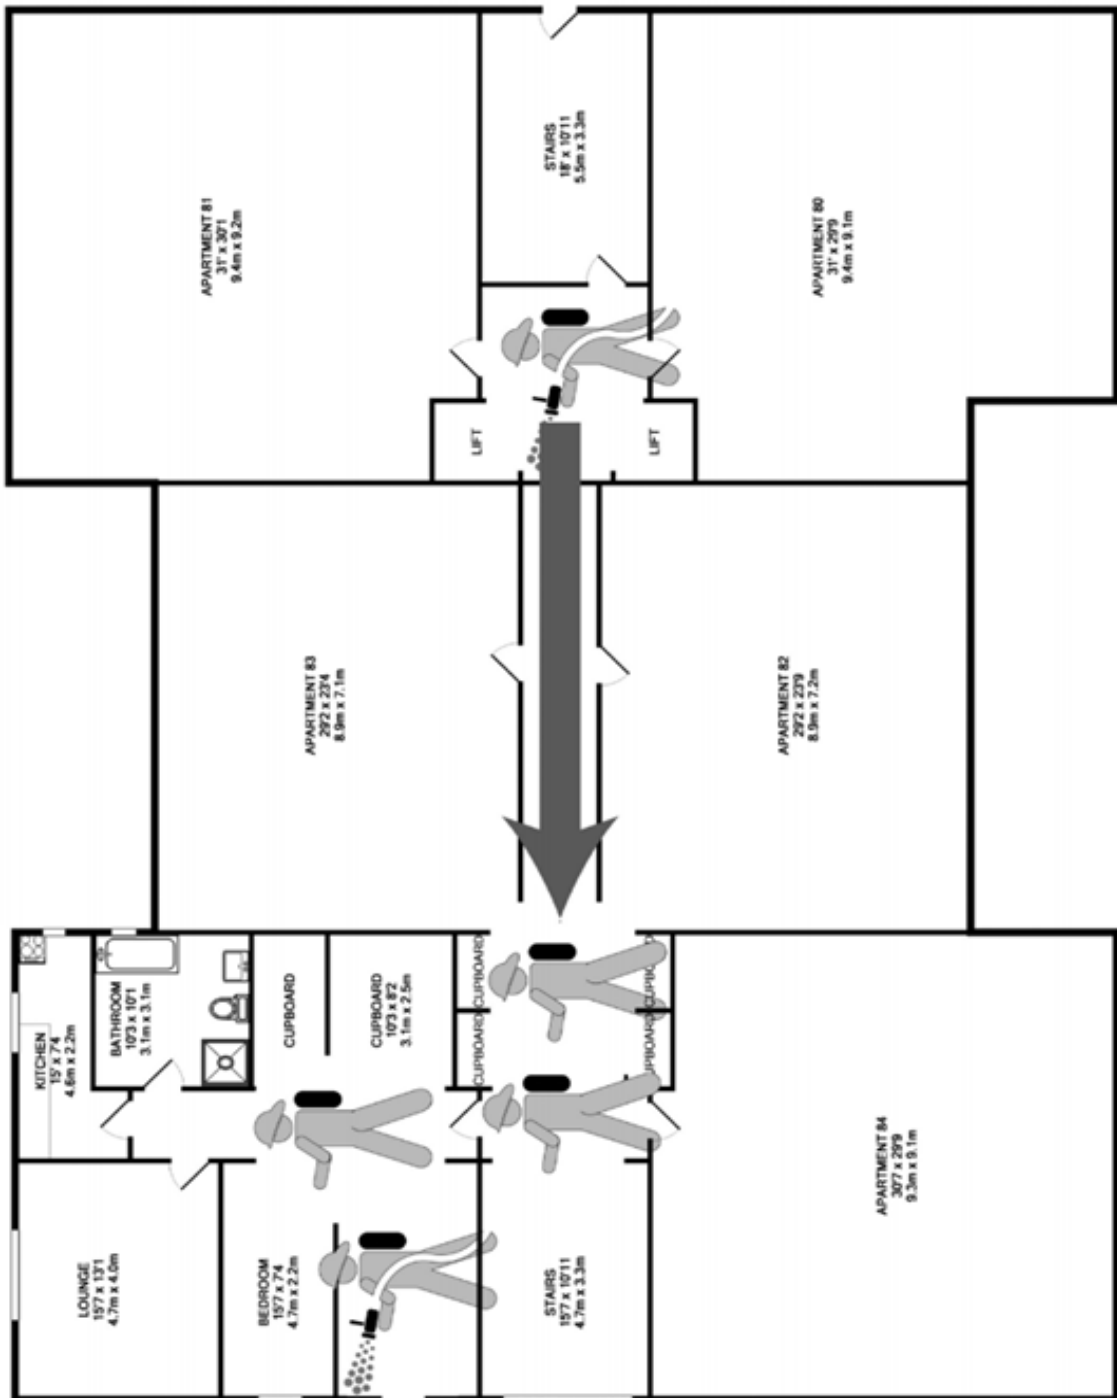 APARTMENT 81
31' x 30'1
9.4m x 9.2m
STAIRS
18' x 10'11
5.5m x 3.3m
APARTMENT 80
31' x 29'9
9.4m x 9.1m
LIFT
LIFT
APARTMENT 83
29'2 x 23'4
8.9m x 7.1m
APARTMENT 82
29'2 x 23'9
8.9m x 7.2m
KITCHEN
15' x 7'4
4.6m x 2.2m
BATHROOM
10'3 x 10'1
3.1m x 3.1m
CUPBOARD
CUPBOARD
10'3 x 8'2
3.1m x 2.5m
CUPBOARD
CUPBOARD
CUPBOARD
CUPBOARD
LOUNGE
15'7 x 13'1
4.7m x 4.0m
BEDROOM
15'7 x 7'4
4.7m x 2.2m
STAIRS
15'7 x 10'11
4.7m x 3.3m
APARTMENT 84
30'7 x 29'9
9.3m x 9.1m